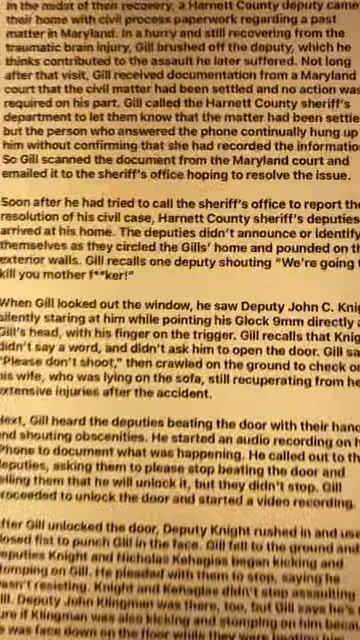 In the midst of their recovery, a Harnett County deputy came
their home with civil process paperwork regarding a past
matter in Maryland. In a hurry and still recovering from the
traumatic brain injury, Gill brushed off the deputy, which he
thinks contributed to the assault he later suffered. Not long
after that visit, Gill received documentation from a Maryland
court that the civil matter had been settled and no action was
required on his part. Gill called the Harnett County sheriff's
department to let them know that the matter had been settle
but the person who answered the phone continually hung up
him without confirming that she had recorded the informatio
So Gill scanned the document from the Maryland court and
emailed it to the sheriff's office hoping to resolve the issue.
Soon after he had tried to call the sheriff's office to report the
resolution of his civil case, Harnett County sheriff's deputies
arrived at his home. The deputies didn't announce or identify
themselves as they circled the Gills' home and pounded on th
exterior walls. Gill recalls one deputy shouting "We're going t
kill you mother f**ker!"
When Gill looked out the window, he saw Deputy John C. Knig
silently staring at him while pointing his Glock 9mm directly a
Gill's head, with his finger on the trigger. Gill recalls that Knig
didn't say a word, and didn't ask him to open the door. Gill sa
"Please don't shoot," then crawled on the ground to check on
his wife, who was lying on the sofa, still recuperating from he
extensive injuries after the accident.
Next, Gill heard the deputies beating the door with their hand
and shouting obscenities. He started an audio recording on h
Phone to document what was happening. He called out to th
deputies, asking them to please stop beating the door and
telling them that he will unlock it, but they didn't stop. Gill
proceeded to unlock the door and started a video recording.
After Gill unlocked the door, Deputy Knight rushed in and use
closed fist to punch Gill in the face. Gill fell to the ground and
eputies Knight and Nicholas Kehagias began kicking and
tomping on Gill. He pleaded with them to stop, saying he
wasn't resisting. Knight and Kehagias didn't stop assaulting
ill. Deputy John Klingman was there, too, but Gill says he's
ure if Klingman was also kicking and stomping on him becau
was face down on the floor while the